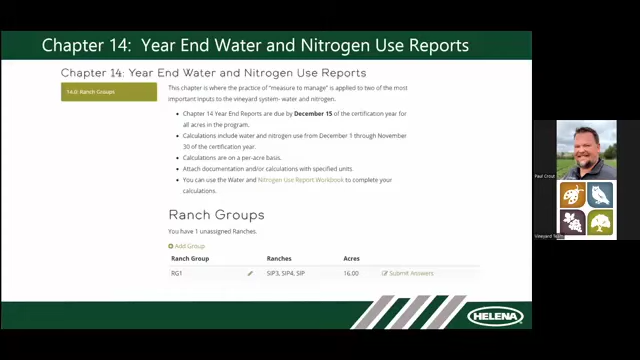 Chapter 14: Year End Water and Nitrogen Use Reports
Chapter 14: Year End Water and Nitrogen Use Reports
14.0: Ranch Groups
This chapter is where the practice of "measure to manage" is applied to two of the most
important inputs to the vineyard system- water and nitrogen.
• Chapter 14 Year End Reports are due by December 15 of the certification year for
all acres in the program.
• Calculations include water and nitrogen use from December 1 through November
30 of the certification year.
• Calculations are on a per-acre basis.
• Attach documentation and/or calculations with specified units.
• You can use the Water and Nitrogen Use Report Workbook to complete your
calculations.
Ranch Groups
You have 1 unassigned Ranches.
Add Group
Ranch Group Ranches Acres
RG1 SIP3, SIP4, SIP 16.00 Submit Answers
HELENA
Paul Crout
Vineyard Team